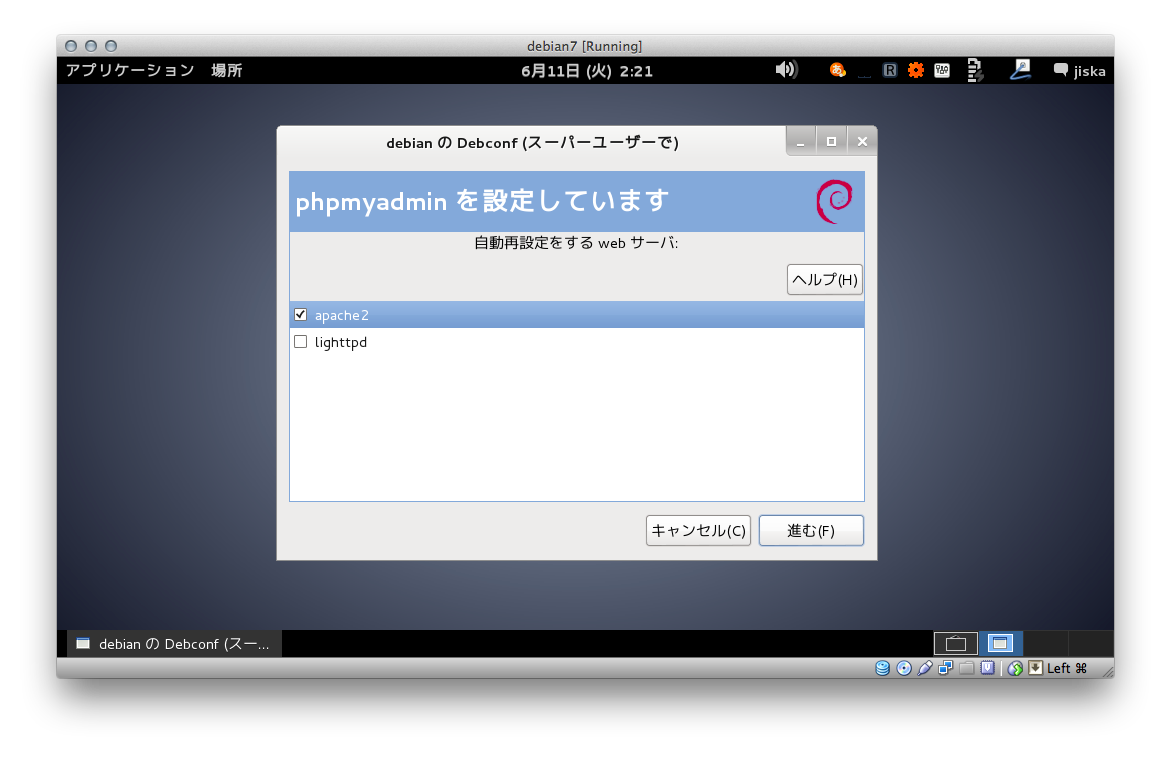 debian7 [Running]
アプリケーション 場所 6月11日 (火) 2:21 あ R jiska
debian の Debconf (スーパーユーザーで)
phpmyadmin を設定しています
自動再設定をする web サーバ:
ヘルプ(H)
apache2
lighttpd
キャンセル(C) 進む(F)
debian の Debconf (スー...
Left ⌘